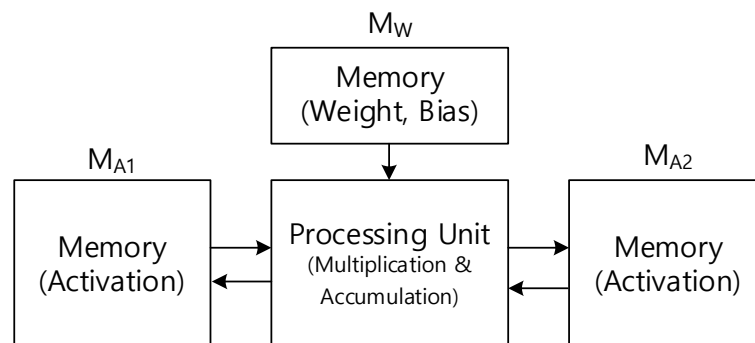 M_W
Memory
(Weight, Bias)
M_A1
Memory
(Activation)
Processing Unit
(Multiplication &
Accumulation)
M_A2
Memory
(Activation)